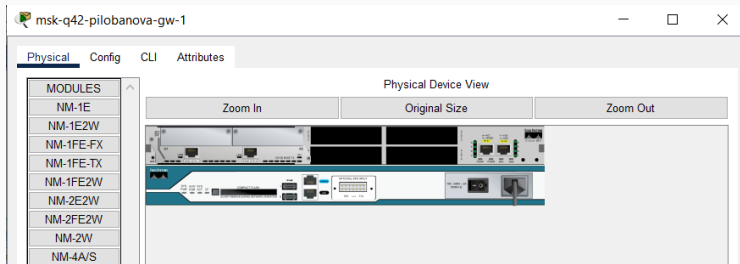 msk-q42-pilobanova-gw-1
Physical Config CLI Attributes
MODULES
NM-1E
NM-1E2W
NM-1FE-FX
NM-1FE-TX
NM-1FE2W
NM-2E2W
NM-2FE2W
NM-2W
NM-4A/S
Physical Device View
Zoom In Original Size Zoom Out